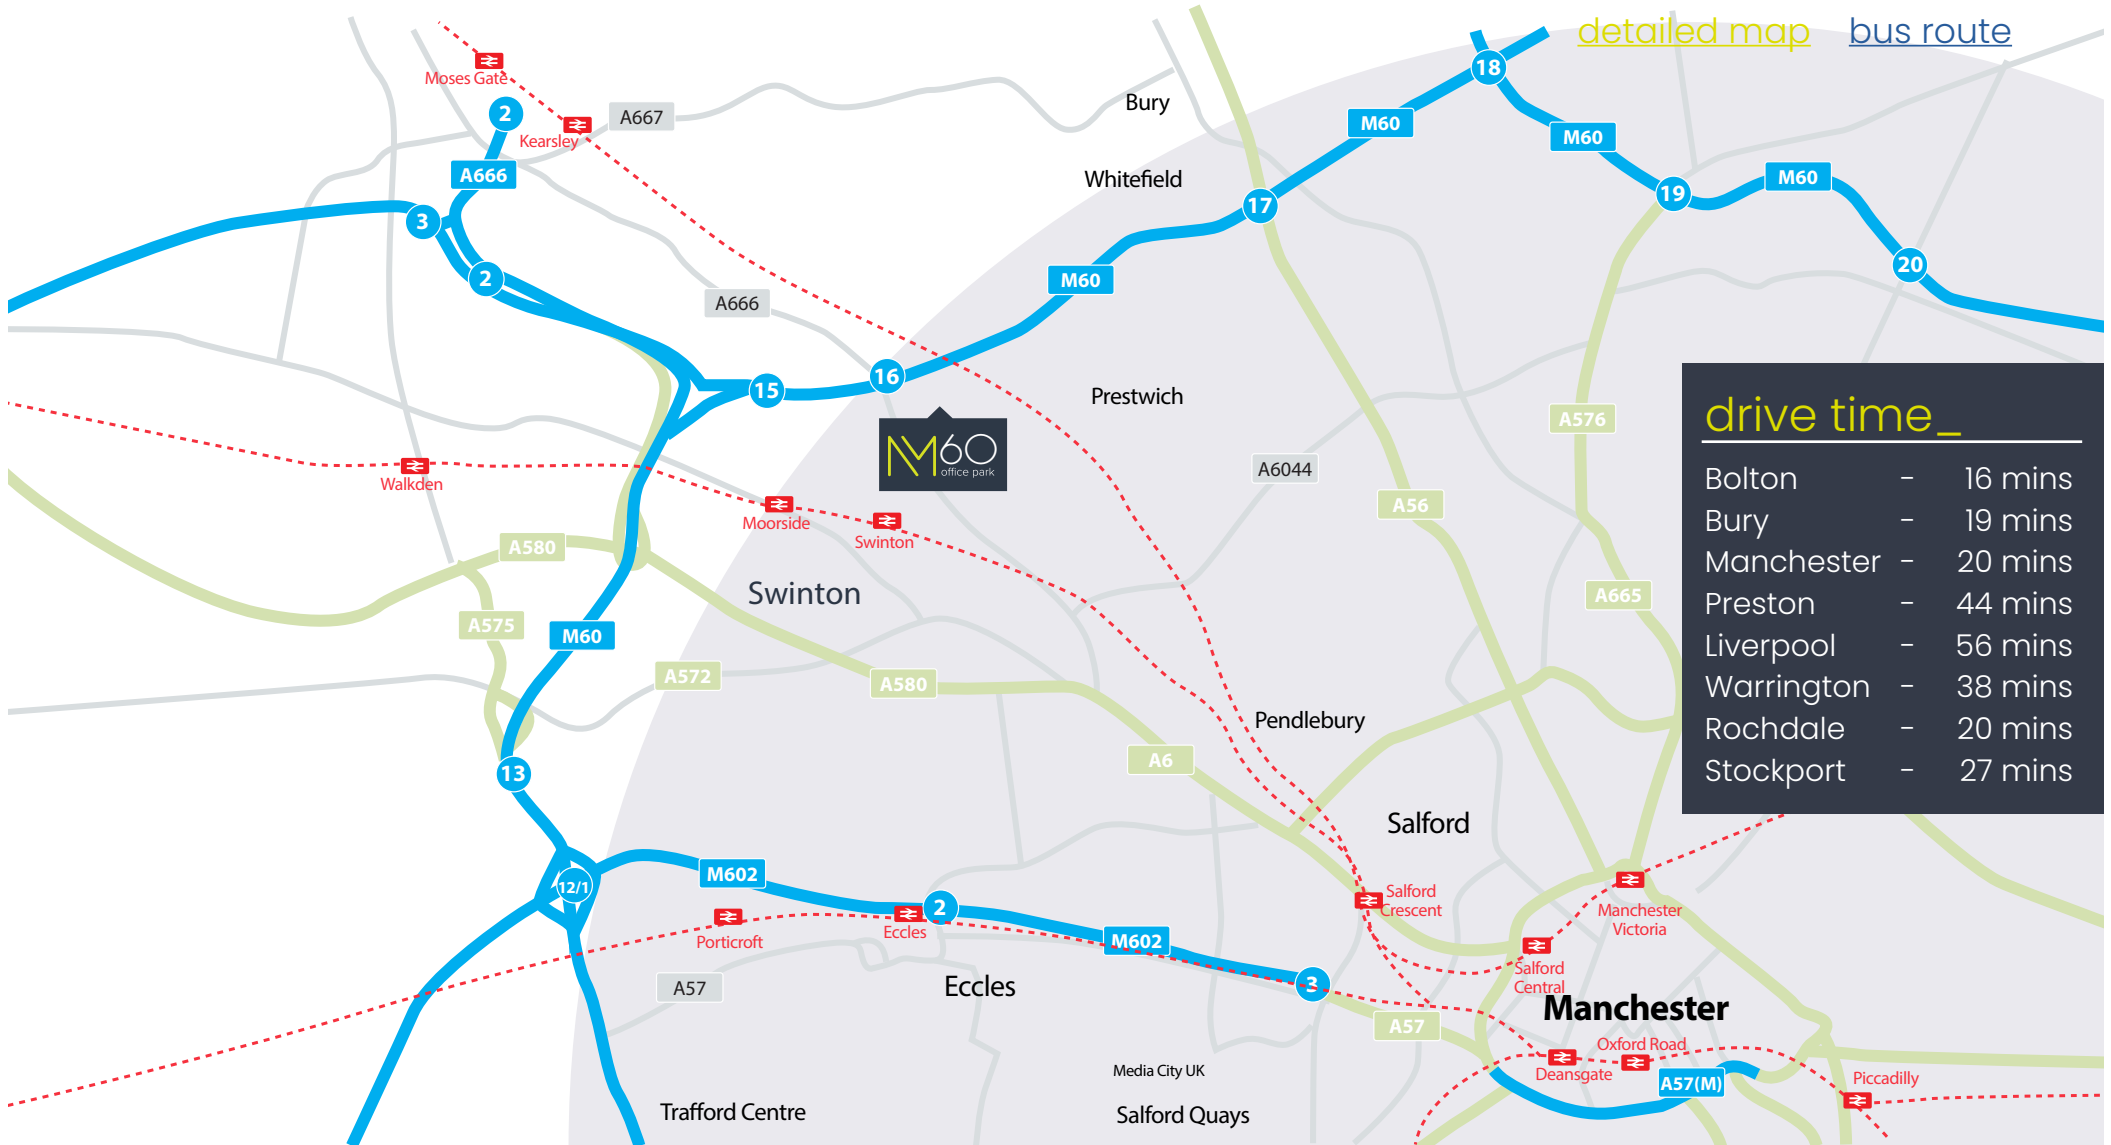 detailed map
bus route
Moses Gate
2
Kearsley
A667
A666
3
2
Bury
Whitefield
17
M60
18
M60
19
M60
20
M60
A666
15
16
M60 office park
Prestwich
A576
A6044
A56
Walkden
Moorside
Swinton
Swinton
A580
A575
M60
A572
A580
A665
A6
Pendlebury
Salford
13
12/1
M602
Porticroft
Eccles
2
M602
3
Eccles
A57
A57
Salford
Crescent
Manchester
Victoria
Salford
Central
Manchester
Oxford Road
Deansgate
A57(M)
Piccadilly
Media City UK
Salford Quays
Trafford Centre
drive time_
Bolton - 16 mins
Bury - 19 mins
Manchester - 20 mins
Preston - 44 mins
Liverpool - 56 mins
Warrington - 38 mins
Rochdale - 20 mins
Stockport - 27 mins